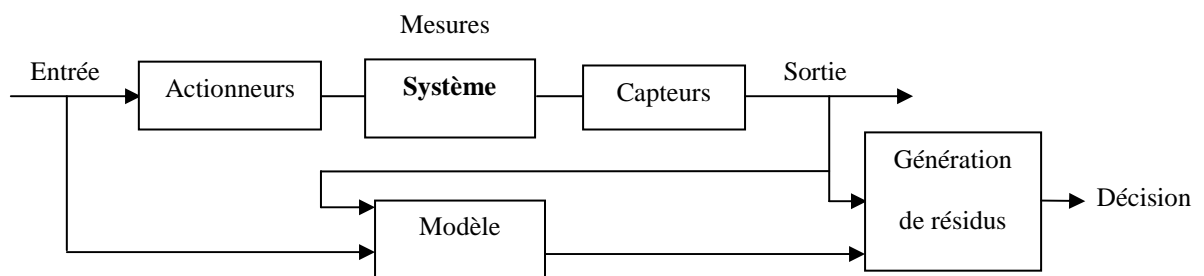 Mesures
Entrée
Actionneurs
Système
Capteurs
Sortie
Génération
de résidus
Décision
Modèle